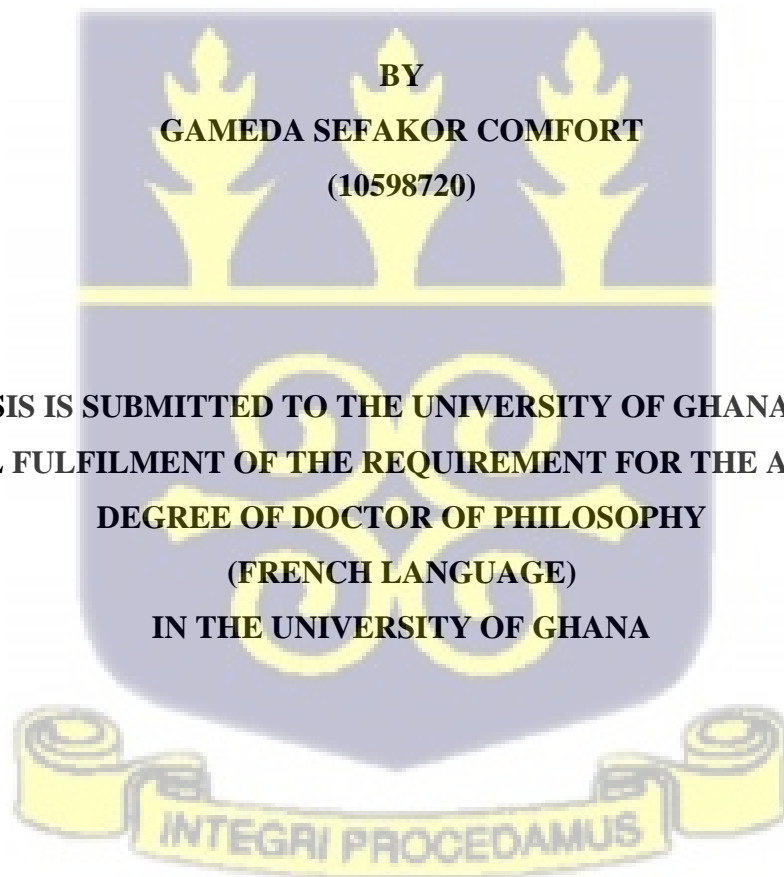 BY
GAMEDA SEFAKOR COMFORT
(10598720)
SIS IS SUBMITTED TO THE UNIVERSITY OF GHANA
FULFILMENT OF THE REQUIREMENT FOR THE A
DEGREE OF DOCTOR OF PHILOSOPHY
(FRENCH LANGUAGE)
IN THE UNIVERSITY OF GHANA
INTEGRI PROCEDAMUS